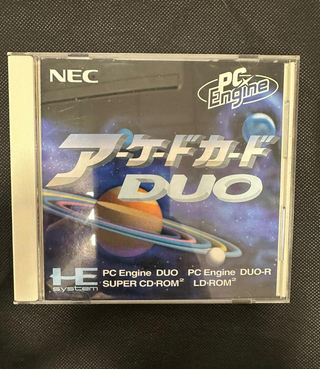 NEC
PC Engine
アーケードカード
DUO
HE system
PC Engine DUO PC Engine DUO-R
SUPER CD-ROM² LD-ROM²